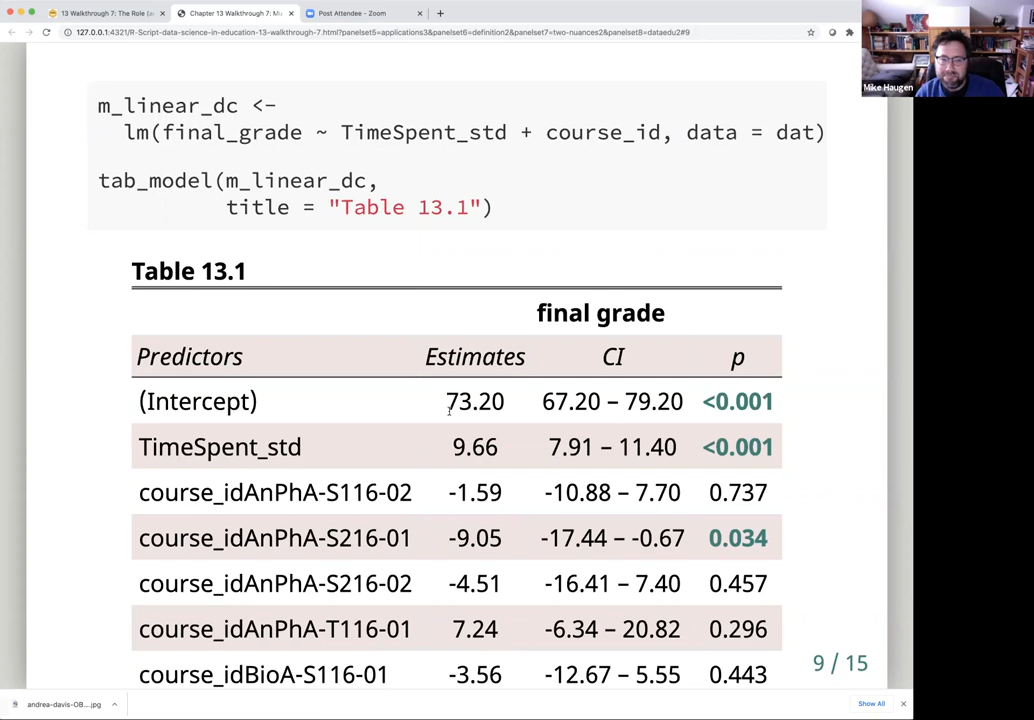 13 Walkthrough 7: The Role (an
Chapter 13 Walkthrough 7: Mu
Post Attendee - Zoom
127.0.0.1:4321/R-Script-data-science-in-education-13-walkthrough-7.html?panelset5=applications3&panelset6=definition2&panelset7=two-nuances2&panelset8=dataedu2#9
Mike Haugen
m_linear_dc <-
lm(final_grade ~ TimeSpent_std + course_id, data = dat)
tab_model(m_linear_dc,
title = "Table 13.1")
Table 13.1
final grade
Predictors Estimates CI p
(Intercept) 73.20 67.20 – 79.20 <0.001
TimeSpent_std 9.66 7.91 – 11.40 <0.001
course_idAnPhA-S116-02 -1.59 -10.88 – 7.70 0.737
course_idAnPhA-S216-01 -9.05 -17.44 – -0.67 0.034
course_idAnPhA-S216-02 -4.51 -16.41 – 7.40 0.457
course_idAnPhA-T116-01 7.24 -6.34 – 20.82 0.296
course_idBioA-S116-01 -3.56 -12.67 – 5.55 0.443
9 / 15
andrea-davis-OB....jpg
Show All